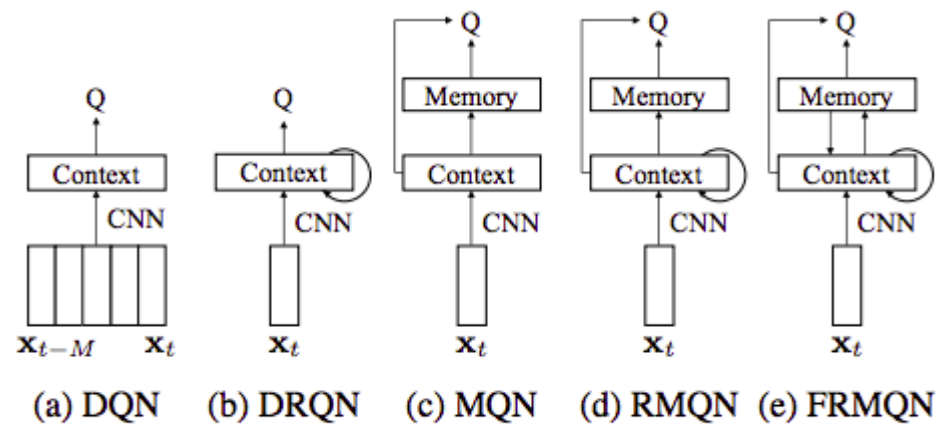 Q
Context
CNN
x_{t-M} x_t
(a) DQN
Q
Context
CNN
x_t
(b) DRQN
Q
Memory
Context
CNN
x_t
(c) MQN
Q
Memory
Context
CNN
x_t
(d) RMQN
Q
Memory
Context
CNN
x_t
(e) FRMQN